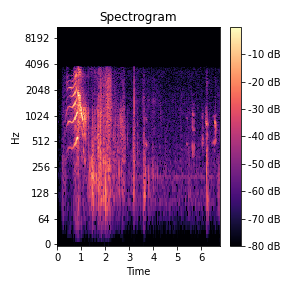 Spectrogram
8192
4096
2048
1024
512
256
128
64
0
Hz
0 1 2 3 4 5 6
Time
-10 dB
-20 dB
-30 dB
-40 dB
-50 dB
-60 dB
-70 dB
-80 dB